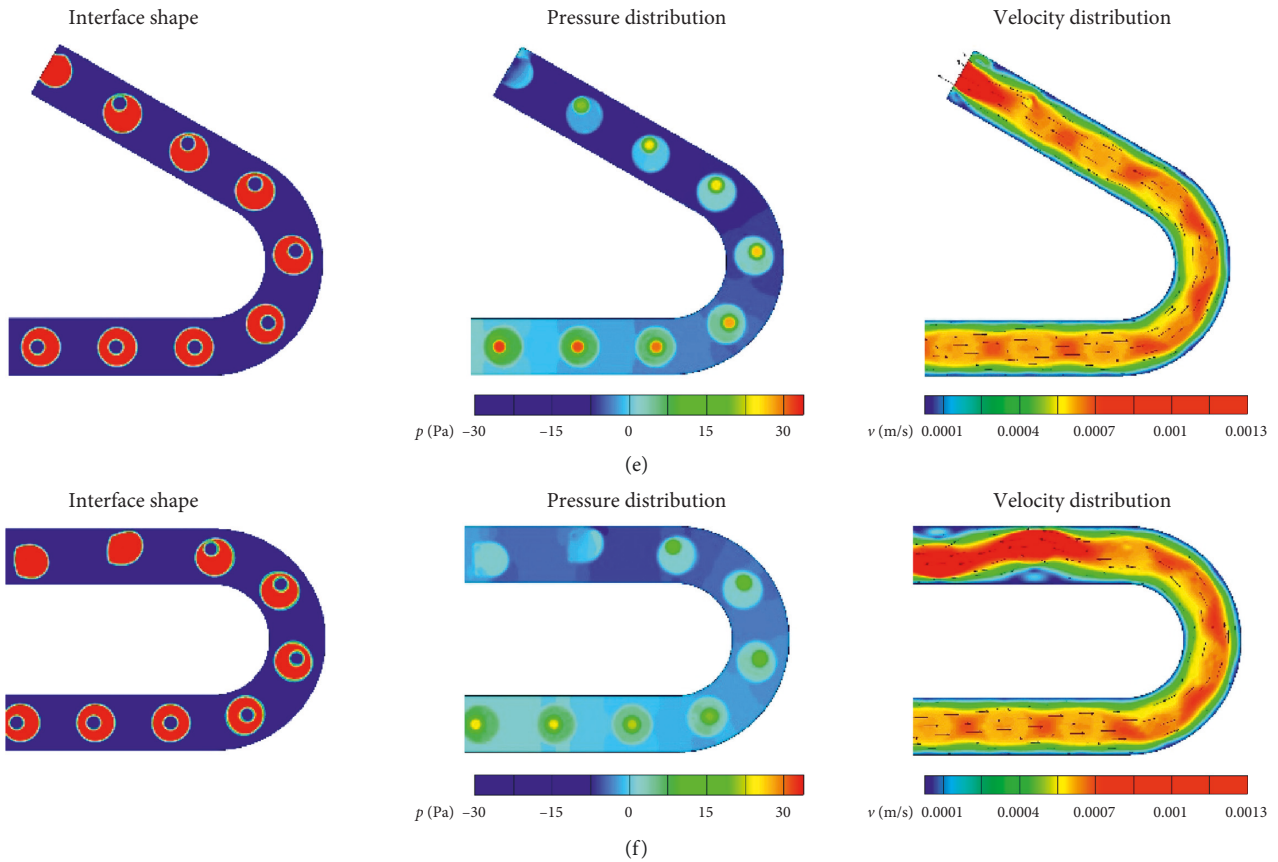 Interface shape Pressure distribution Velocity distribution
p (Pa) –30 –15 0 15 30 v (m/s) 0.0001 0.0004 0.0007 0.001 0.0013
(e)
Interface shape Pressure distribution Velocity distribution
p (Pa) –30 –15 0 15 30 v (m/s) 0.0001 0.0004 0.0007 0.001 0.0013
(f)